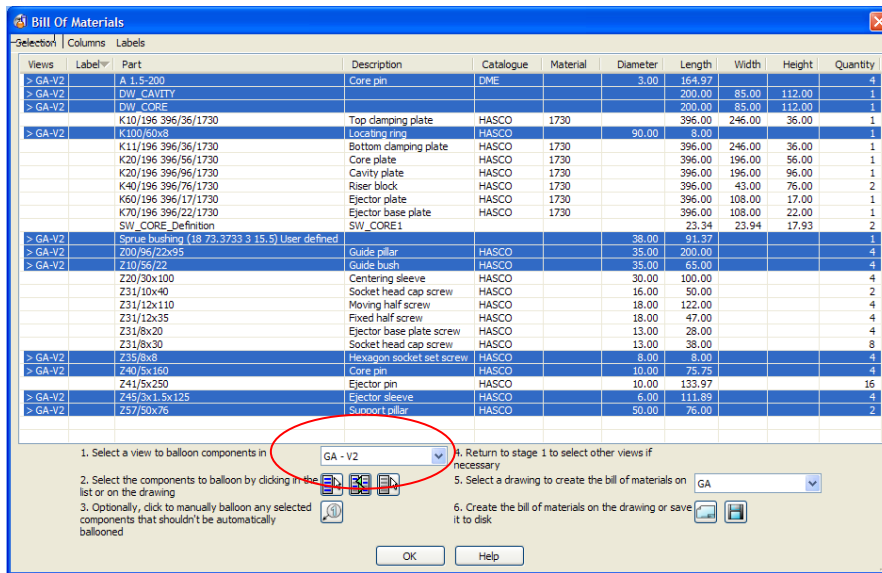 Bill Of Materials
Selection Columns Labels
Views Label Part Description Catalogue Material Diameter Length Width Height Quantity
> GA-V2 A 1.5-200 Core pin DME 3.00 164.97 4
> GA-V2 DW_CAVITY 200.00 85.00 112.00 1
> GA-V2 DW_CORE 200.00 85.00 112.00 1
K10/196 396/36/1730 Top clamping plate HASCO 1730 396.00 246.00 36.00 1
> GA-V2 K100/60x8 Locating ring HASCO 90.00 8.00 1
K11/196 396/36/1730 Bottom clamping plate HASCO 1730 396.00 246.00 36.00 1
K20/196 396/56/1730 Core plate HASCO 1730 396.00 196.00 56.00 1
K20/196 396/96/1730 Cavity plate HASCO 1730 396.00 196.00 96.00 1
K40/196 396/76/1730 Riser block HASCO 1730 396.00 43.00 76.00 2
K60/196 396/17/1730 Ejector plate HASCO 1730 396.00 108.00 17.00 1
K70/196 396/22/1730 Ejector base plate HASCO 1730 396.00 108.00 22.00 1
SW_CORE_Definition SW_CORE1 23.34 23.94 17.93 2
> GA-V2 Sprue bushing (18 73.3733 3 15.5) User defined 38.00 91.37 1
> GA-V2 Z00/96/22x95 Guide pillar HASCO 35.00 200.00 4
> GA-V2 Z10/56/22 Guide bush HASCO 35.00 65.00 4
Z20/30x100 Centering sleeve HASCO 30.00 100.00 4
Z31/10x40 Socket head cap screw HASCO 16.00 50.00 2
Z31/12x110 Moving half screw HASCO 18.00 122.00 4
Z31/12x35 Fixed half screw HASCO 18.00 47.00 4
Z31/8x20 Ejector base plate screw HASCO 13.00 28.00 4
Z31/8x30 Socket head cap screw HASCO 13.00 38.00 8
> GA-V2 Z35/8x8 Hexagon socket set screw HASCO 8.00 8.00 4
> GA-V2 Z40/5x160 Core pin HASCO 10.00 75.75 4
Z41/5x250 Ejector pin HASCO 10.00 133.97 16
> GA-V2 Z45/3x1.5x125 Ejector sleeve HASCO 6.00 111.89 4
> GA-V2 Z57/50x76 Support pillar HASCO 50.00 76.00 2
1. Select a view to balloon components in GA - V2
2. Select the components to balloon by clicking in the
list or on the drawing
3. Optionally, click to manually balloon any selected
components that shouldn't be automatically
ballooned
4. Return to stage 1 to select other views if
necessary
5. Select a drawing to create the bill of materials on GA
6. Create the bill of materials on the drawing or save
it to disk
OK Help